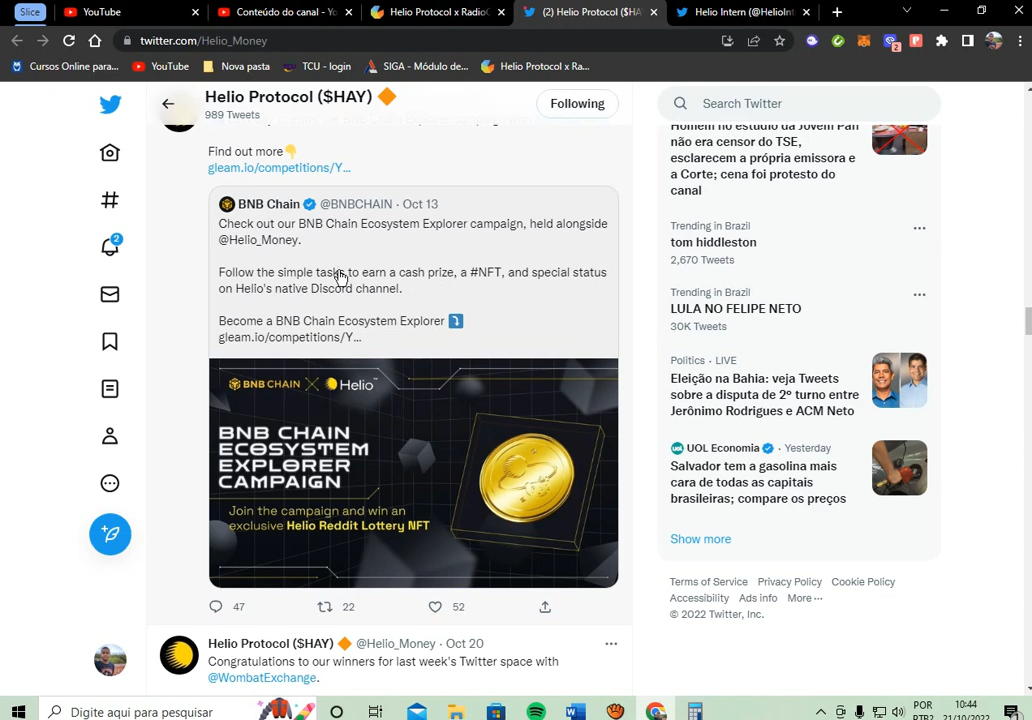 Slice
YouTube
Conteúdo do canal - Yo
Helio Protocol x RadioC
(2) Helio Protocol ($HA
Helio Intern (@HelioInt
twitter.com/Helio_Money
2
Cursos Online para...
YouTube
Nova pasta
TCU - login
SIGA - Módulo de...
Helio Protocol x Ra...
Helio Protocol ($HAY)
989 Tweets
Following
Search Twitter
Find out more
gleam.io/competitions/Y...
BNB Chain @BNBCHAIN · Oct 13
Check out our BNB Chain Ecosystem Explorer campaign, held alongside
@Helio_Money.
Follow the simple tasks to earn a cash prize, a #NFT, and special status
on Helio's native Discord channel.
Become a BNB Chain Ecosystem Explorer
gleam.io/competitions/Y...
BNB CHAIN X Helio™
BNB CHAIN
ECOSYSTEM
EXPLORER
CAMPAIGN
Join the campaign and win an
exclusive Helio Reddit Lottery NFT
47
22
52
Helio Protocol ($HAY) @Helio_Money · Oct 20
Congratulations to our winners for last week's Twitter space with
@WombatExchange.
2
Homem no estúdio da Jovem Pan
não era censor do TSE,
esclarecem a própria emissora e
a Corte; cena foi protesto do
canal
Trending in Brazil
tom hiddleston
2,670 Tweets
Trending in Brazil
LULA NO FELIPE NETO
30K Tweets
Politics · LIVE
Eleição na Bahia: veja Tweets
sobre a disputa de 2º turno entre
Jerônimo Rodrigues e ACM Neto
UOL Economia · Yesterday
Salvador tem a gasolina mais
cara de todas as capitais
brasileiras; compare os preços
Show more
Terms of Service Privacy Policy Cookie Policy
Accessibility Ads info More ···
© 2022 Twitter, Inc.
Digite aqui para pesquisar
POR
PTB2
10:44
21/10/2022